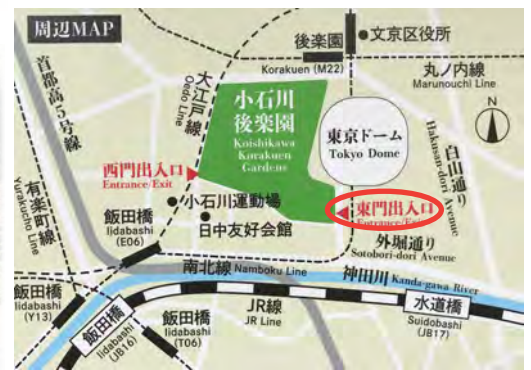 周辺MAP
首都高5号線
大江戸線
Oedo Line
後楽園
Korakuen (M22)
文京区役所
丸ノ内線
Marunouchi Line
小石川
後楽園
Koishikawa
Korakuen
Gardens
東京ドーム
Tokyo Dome
N
白山通り
Hakusan-dori Avenue
西門出入口
Entrance/Exit
東門出入口
Entrance/Exit
有楽町線
Yurakucho Line
小石川運動場
日中友好会館
飯田橋
Iidabashi
(E06)
外堀通り
Sotobori-dori Avenue
南北線 Namboku Line
神田川 Kanda-gawa River
飯田橋
Iidabashi
(Y13)
飯田橋
Iidabashi
(JB16)
飯田橋
Iidabashi
(T06)
JR線
JR Line
水道橋
Suidobashi
(JB17)